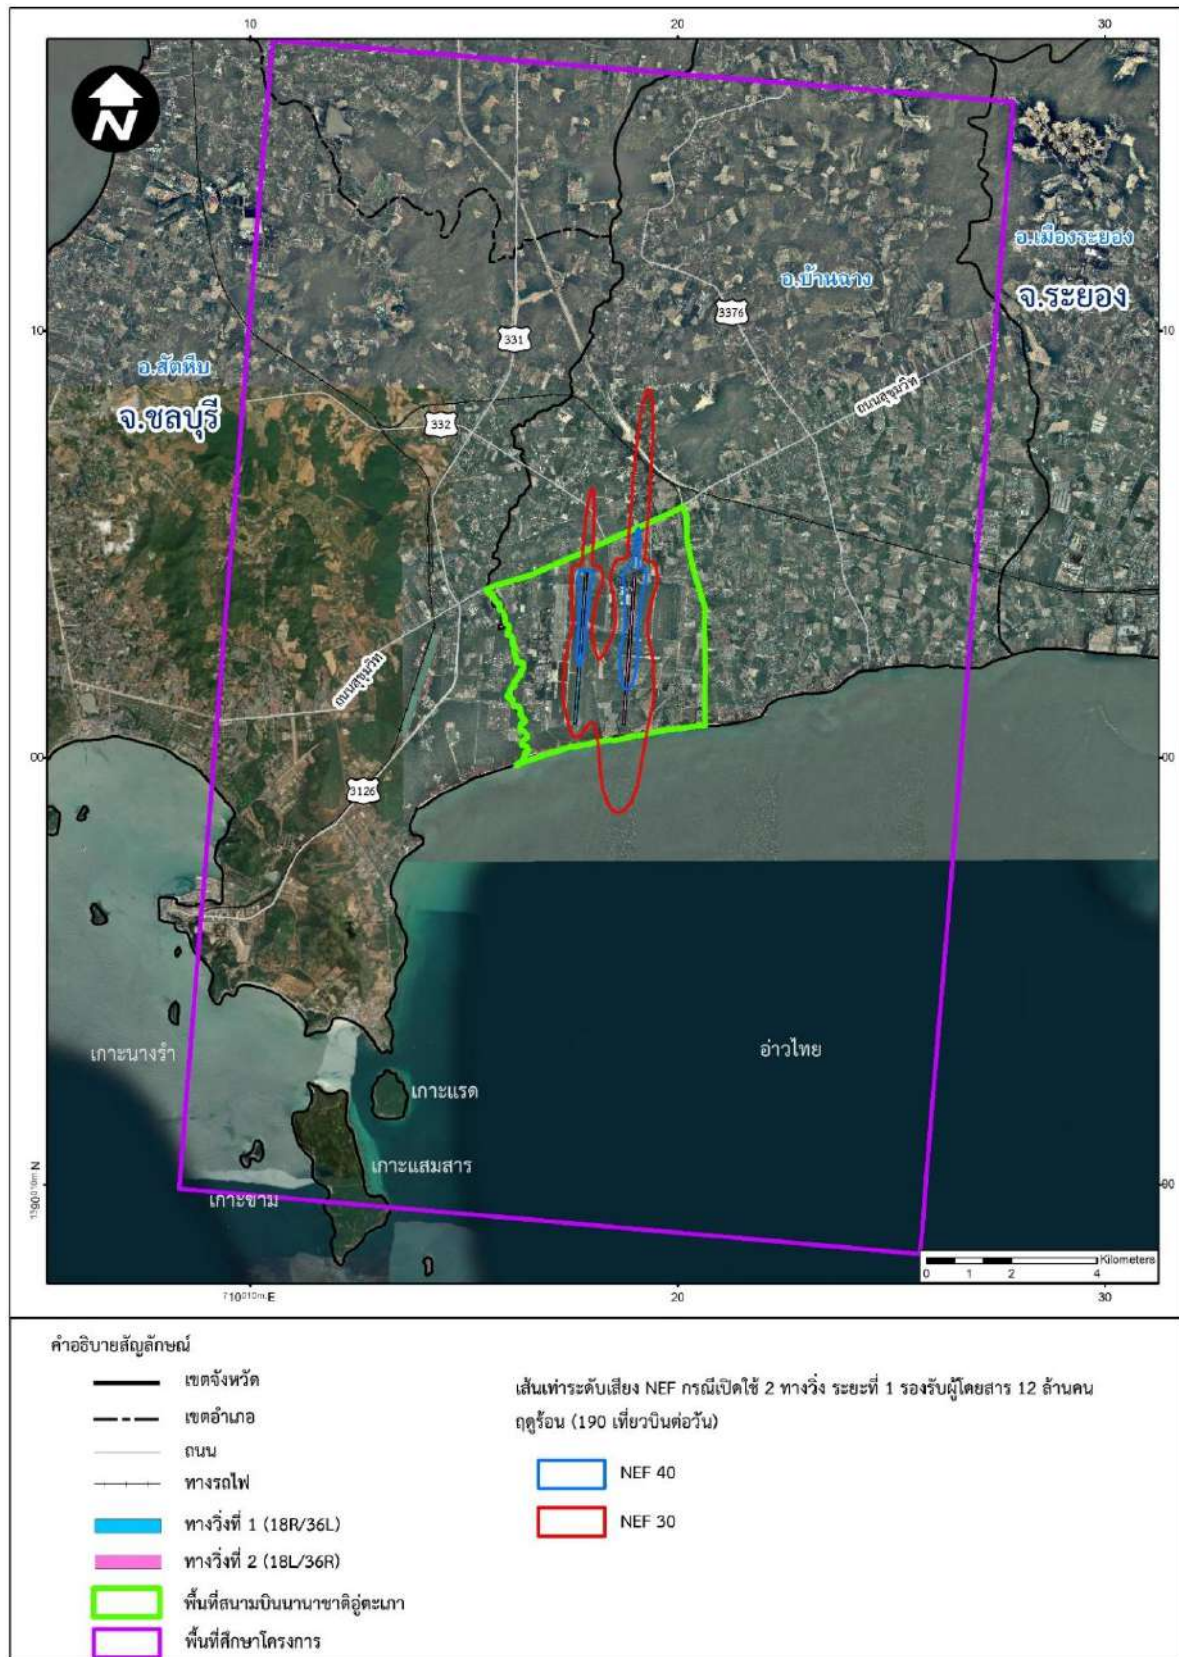 10
20
30
N
อ.เมืองระยอง
อ.บ้านฉาง
จ.ระยอง
3376
10
10
331
อ.สัตหีบ
ถนนสุขุมวิท
จ.ชลบุรี
332
ถนนสุขุมวิท
00
00
3126
เกาะนางรำ
อ่าวไทย
เกาะแรด
เกาะแสมสาร
เกาะขาม
00
1390010m N
Kilometers
0 1 2 4
710010m E
20
30
คำอธิบายสัญลักษณ์
เขตจังหวัด
เขตอำเภอ
ถนน
ทางรถไฟ
ทางวิ่งที่ 1 (18R/36L)
ทางวิ่งที่ 2 (18L/36R)
พื้นที่สนามบินนานาชาติอู่ตะเภา
พื้นที่ศึกษาโครงการ
เส้นเท่าระดับเสียง NEF กรณีเปิดใช้ 2 ทางวิ่ง ระยะที่ 1 รองรับผู้โดยสาร 12 ล้านคน
ฤดูร้อน (190 เที่ยวบินต่อวัน)
NEF 40
NEF 30